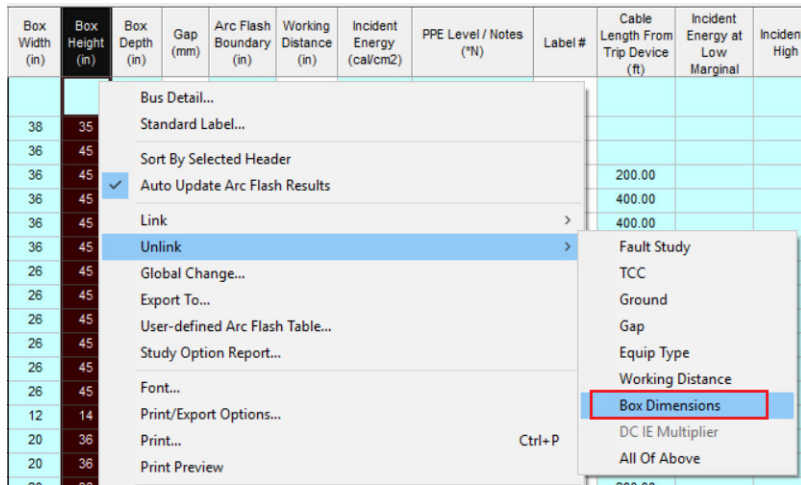 Box Width (in)
Box Height (in)
Box Depth (in)
Gap (mm)
Arc Flash Boundary (in)
Working Distance (in)
Incident Energy (cal/cm2)
PPE Level / Notes (*N)
Label #
Cable Length From Trip Device (ft)
Incident Energy at Low Marginal
High
38 35
36 45
36 45 200.00
36 45 400.00
36 45 400.00
36 45
26 45
26 45
26 45
26 45
26 45
26 45
12 14
20 36
20 36
Bus Detail...
Standard Label...
Sort By Selected Header
Auto Update Arc Flash Results
Link
Unlink
Global Change...
Export To...
User-defined Arc Flash Table...
Study Option Report...
Font...
Print/Export Options...
Print... Ctrl+P
Print Preview
Fault Study
TCC
Ground
Gap
Equip Type
Working Distance
Box Dimensions
DC IE Multiplier
All Of Above